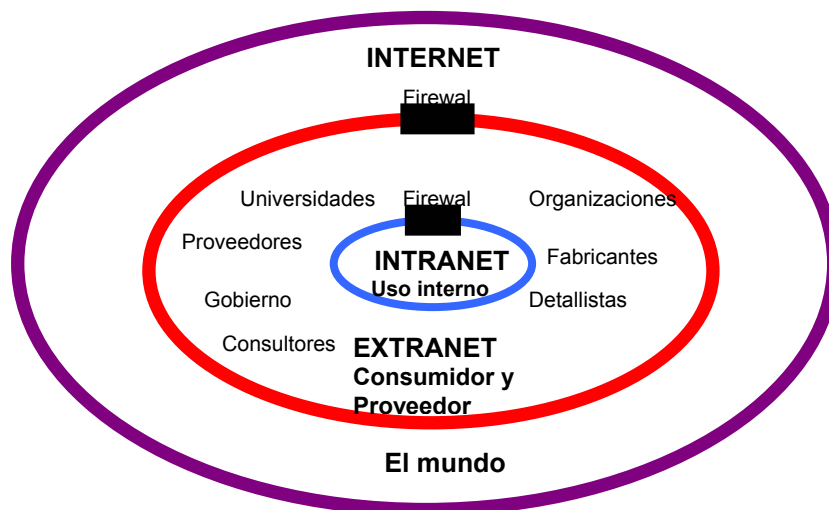 INTERNET
Firewal
Universidades
Firewal
Organizaciones
Proveedores
INTRANET
Uso interno
Fabricantes
Gobierno
Detallistas
Consultores
EXTRANET
Consumidor y
Proveedor
El mundo